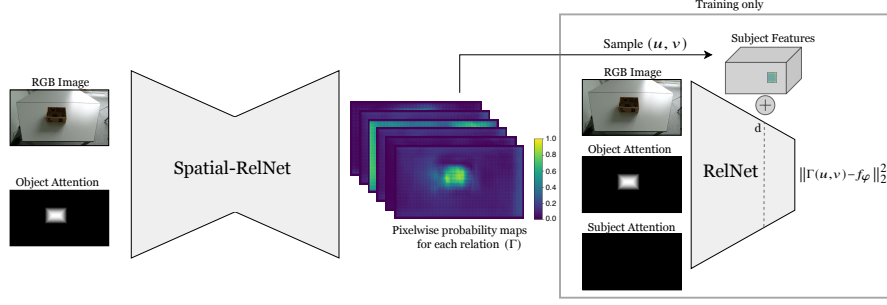 Training only
Sample (u, v)
Subject Features
RGB Image
RGB Image
Spatial-RelNet
1.0
0.8
0.6
0.4
0.2
0.0
d
Object Attention
Object Attention
RelNet
‖Γ(u,v)−fφ‖₂²
Pixelwise probability maps
for each relation (Γ)
Subject Attention